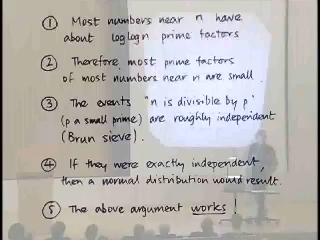 ① Most numbers near n have
about loglogn prime factors
② Therefore, most prime factors
of most numbers near n are small.
③ The events "n is divisible by p"
(p a small prime) are roughly independent
(Brun sieve).
④ If they were exactly independent,
then a normal distribution would result.
⑤ The above argument works!